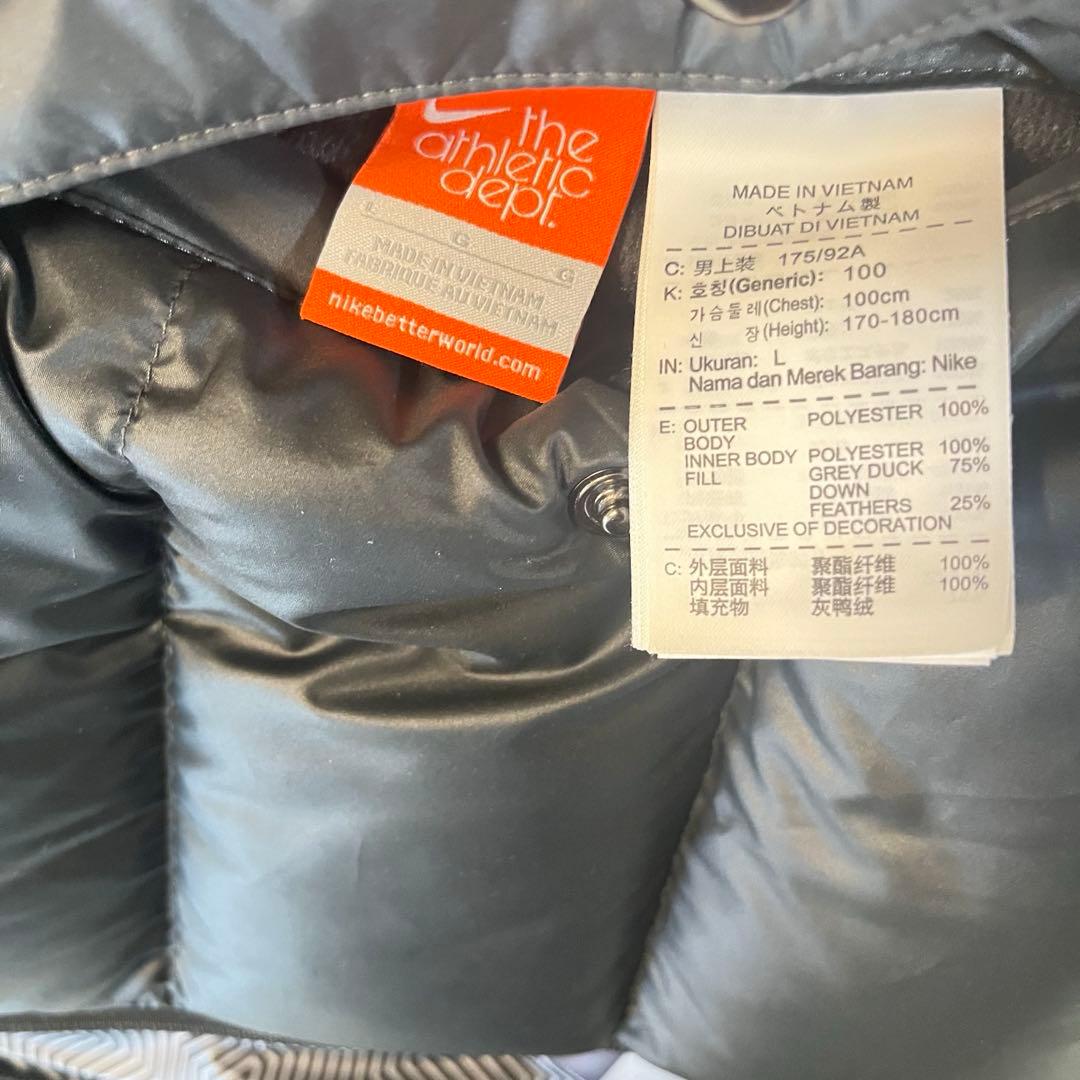 the
athletic
dept.
L
G
G
MADE IN VIETNAM
FABRIQUE AU VIETNAM
nikebetterworld.com
MADE IN VIETNAM
ベトナム製
DIBUAT DI VIETNAM
C: 男上装 175/92A
K: 호칭(Generic): 100
가슴둘레(Chest): 100cm
신 장(Height): 170-180cm
IN: Ukuran: L
Nama dan Merek Barang: Nike
E: OUTER POLYESTER 100%
BODY
INNER BODY POLYESTER 100%
FILL GREY DUCK 75%
DOWN
FEATHERS 25%
EXCLUSIVE OF DECORATION
C: 外层面料 聚酯纤维 100%
内层面料 聚酯纤维 100%
填充物 灰鸭绒